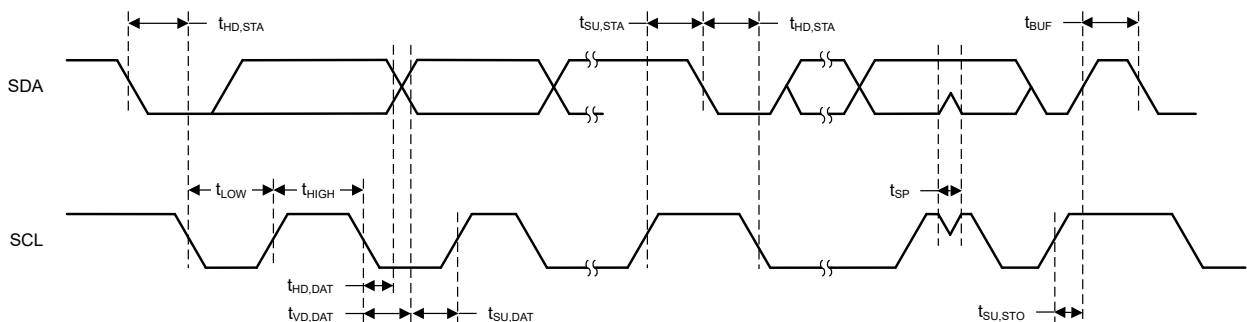 tHD,STA tSU,STA tHD,STA tBUF
SDA
tLOW tHIGH tSP
SCL
tHD,DAT
tVD,DAT tSU,DAT tSU,STO